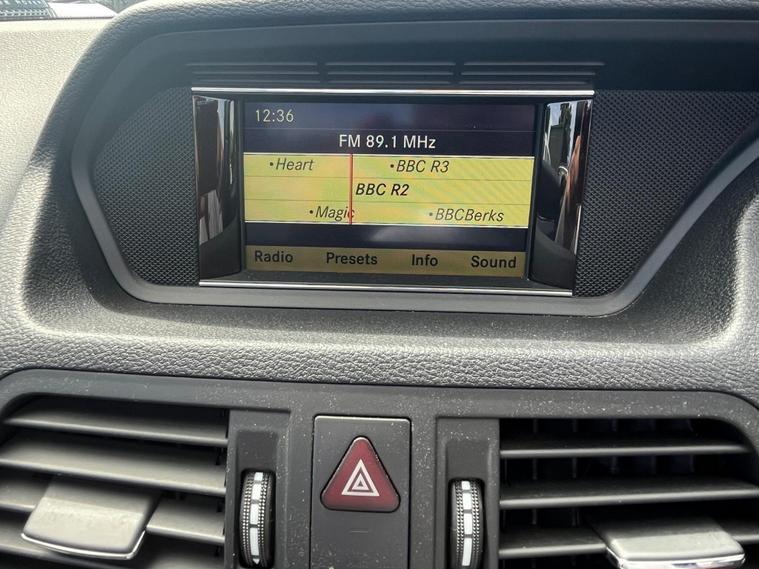 12:36
FM 89.1 MHz
•Heart •BBC R3
BBC R2
•Magic •BBCBerks
Radio Presets Info Sound